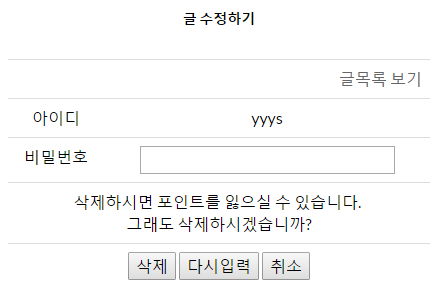 글 수정하기
글목록 보기
아이디 yyys
비밀번호
삭제하시면 포인트를 잃으실 수 있습니다.
그래도 삭제하시겠습니까?
삭제 다시입력 취소